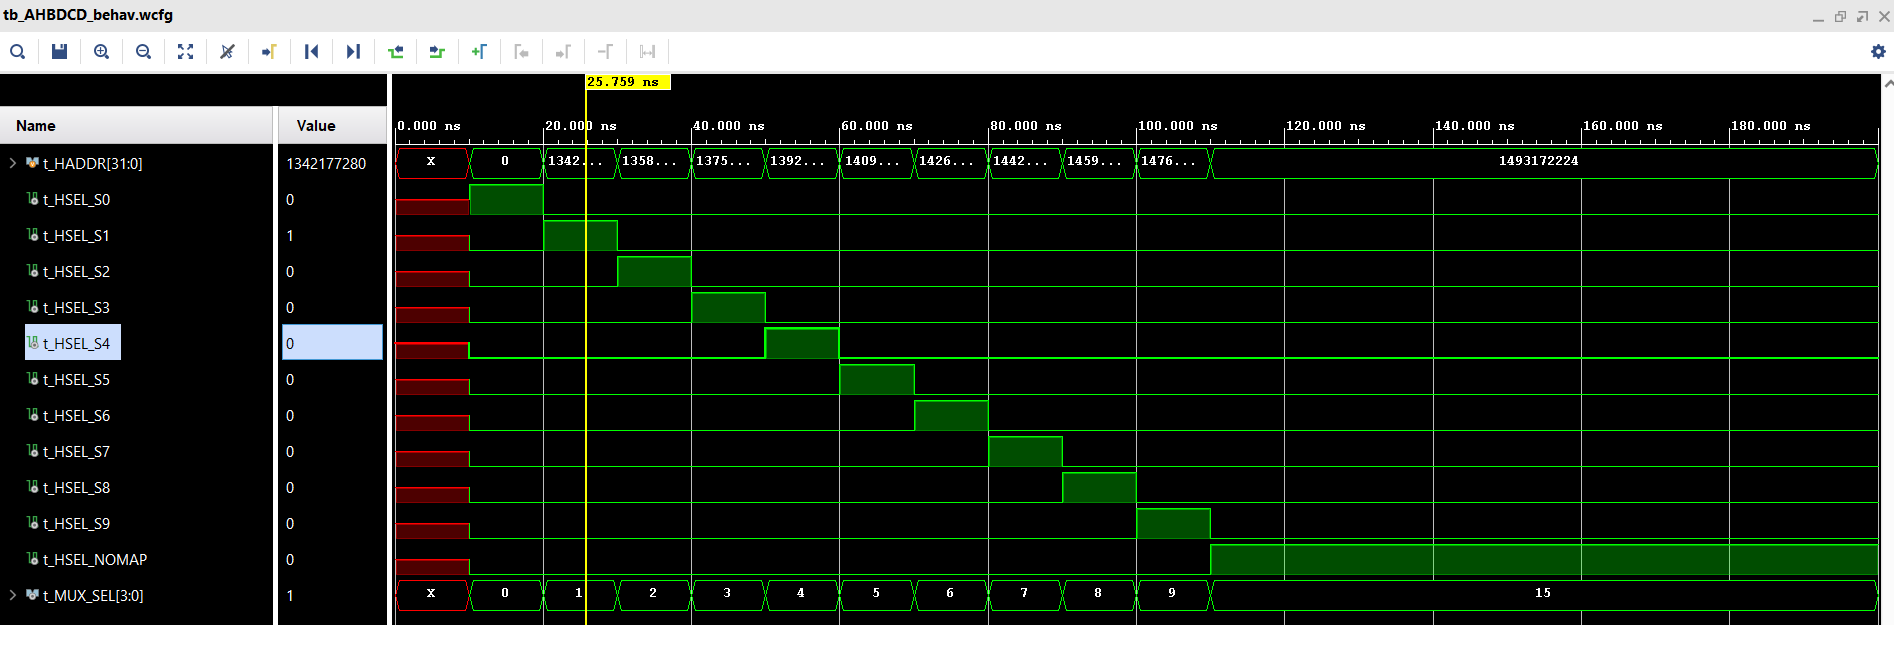 tb_AHBDCD_behav.wcfg
25.759 ns
Name Value
0.000 ns 20.000 ns 40.000 ns 60.000 ns 80.000 ns 100.000 ns 120.000 ns 140.000 ns 160.000 ns 180.000 ns
t_HADDR[31:0] 1342177280 X 0 1342... 1358... 1375... 1392... 1409... 1426... 1442... 1459... 1476... 1493172224
t_HSEL_S0 0
t_HSEL_S1 1
t_HSEL_S2 0
t_HSEL_S3 0
t_HSEL_S4 0
t_HSEL_S5 0
t_HSEL_S6 0
t_HSEL_S7 0
t_HSEL_S8 0
t_HSEL_S9 0
t_HSEL_NOMAP 0
t_MUX_SEL[3:0] 1 X 0 1 2 3 4 5 6 7 8 9 15